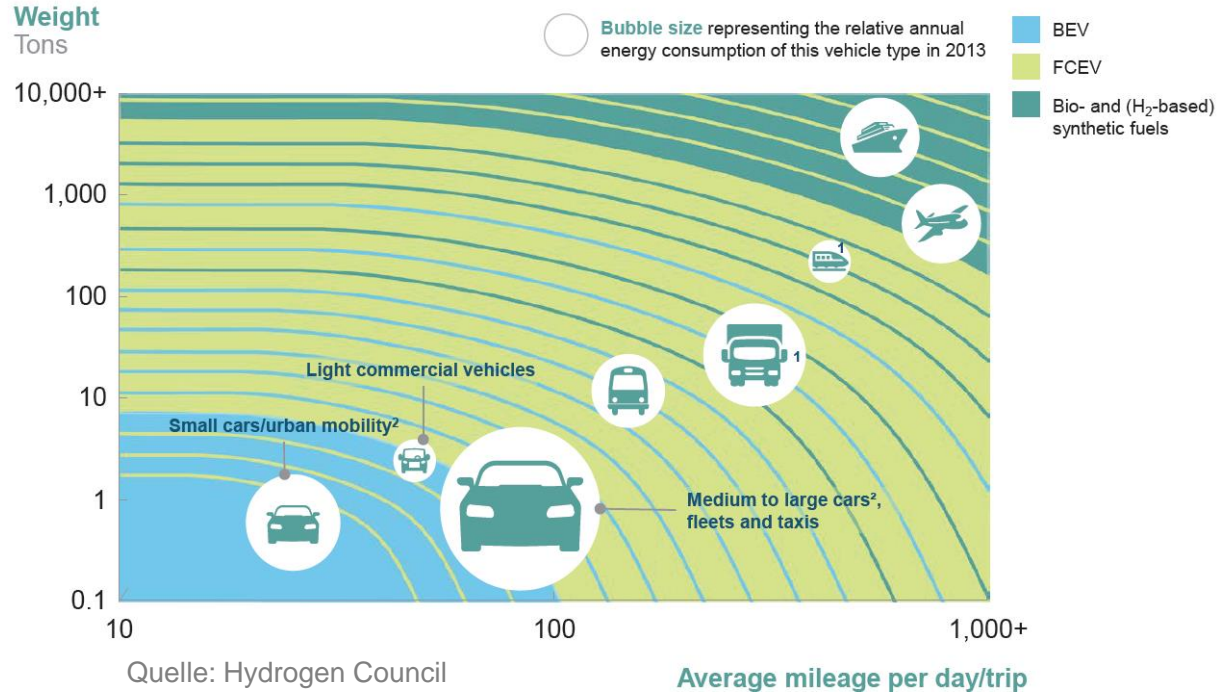 Weight
Tons
Bubble size representing the relative annual
energy consumption of this vehicle type in 2013
BEV
FCEV
Bio- and (H₂-based)
synthetic fuels
10,000+
1,000
100
10
1
0.1
1
1
Light commercial vehicles
Small cars/urban mobility²
Medium to large cars²,
fleets and taxis
10
100
1,000+
Quelle: Hydrogen Council
Average mileage per day/trip